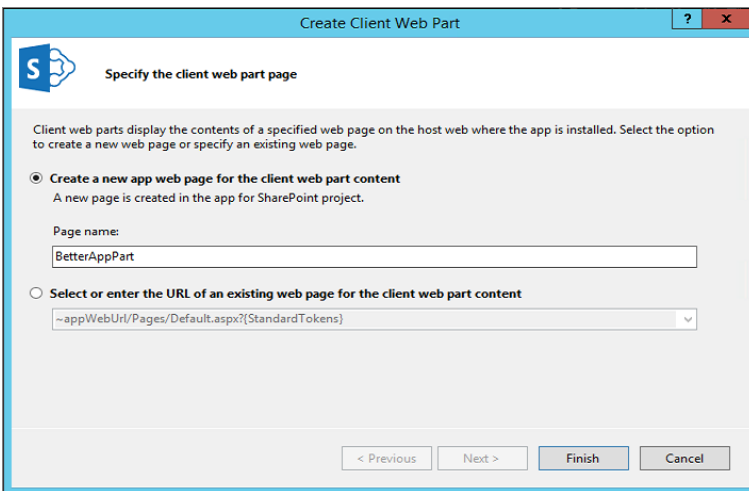 Create Client Web Part
?
x
S
Specify the client web part page
Client web parts display the contents of a specified web page on the host web where the app is installed. Select the option
to create a new web page or specify an existing web page.
Create a new app web page for the client web part content
A new page is created in the app for SharePoint project.
Page name:
BetterAppPart
Select or enter the URL of an existing web page for the client web part content
~appWebUrl/Pages/Default.aspx?{StandardTokens}
< Previous
Next >
Finish
Cancel